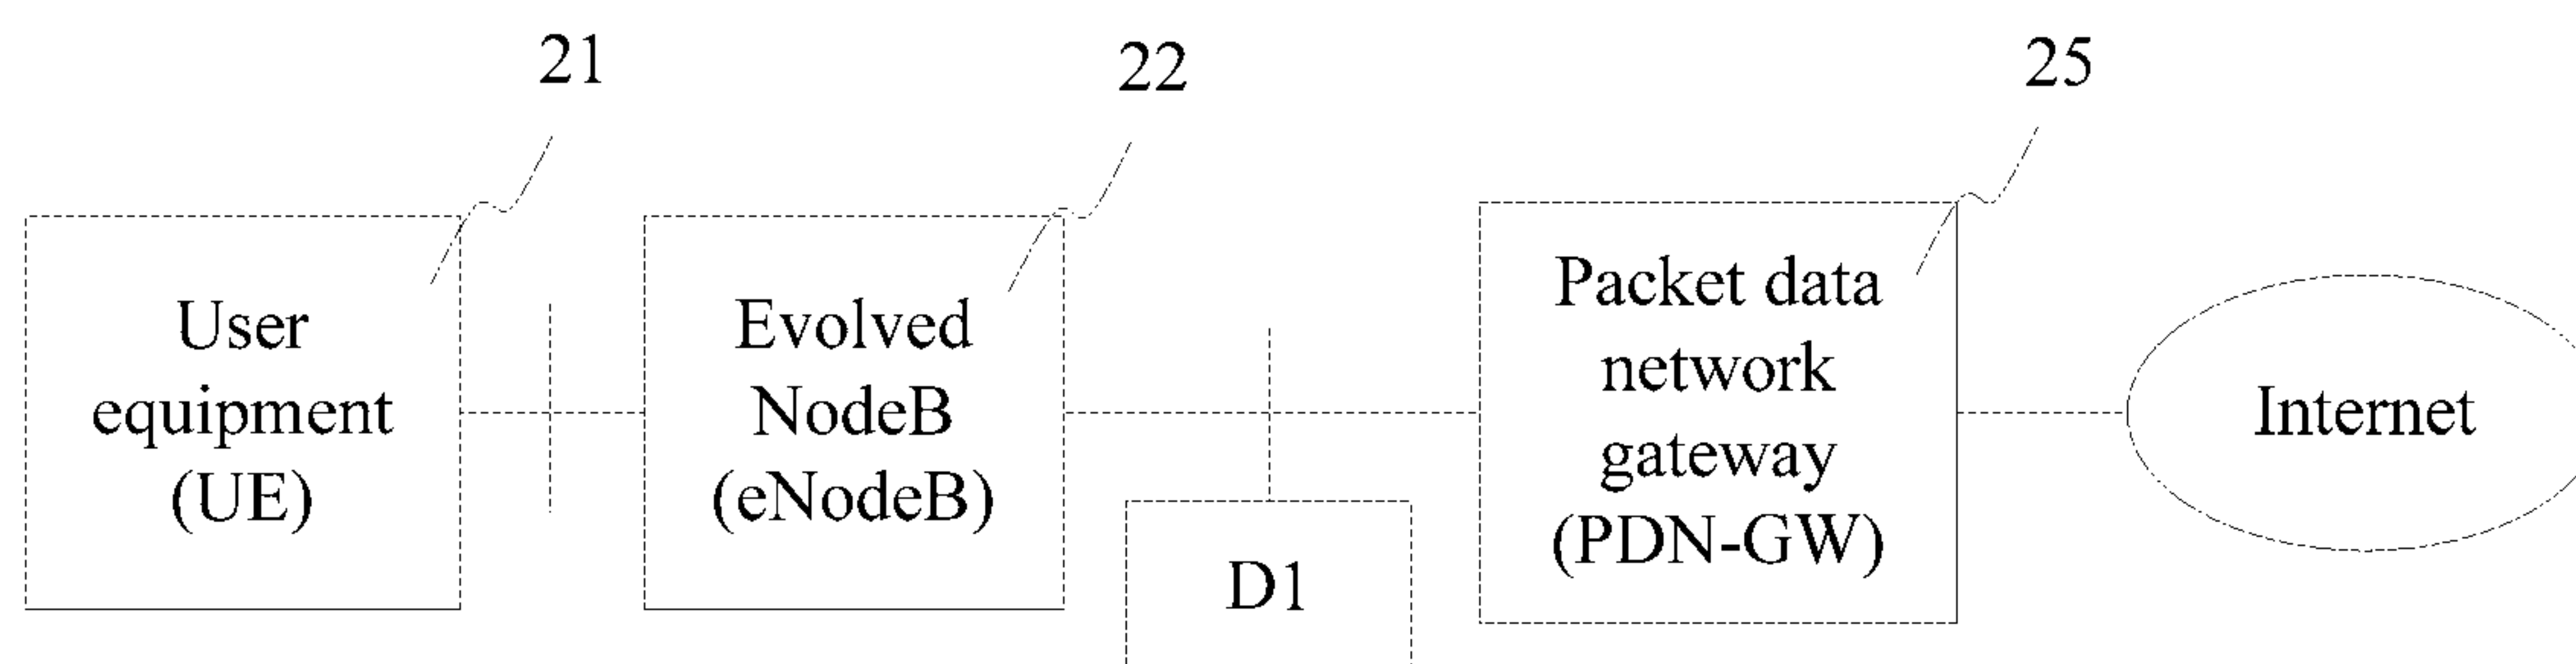 21
22
25
User
equipment
(UE)
Evolved
NodeB
(eNodeB)
Packet data
network
gateway
(PDN-GW)
Internet
D1